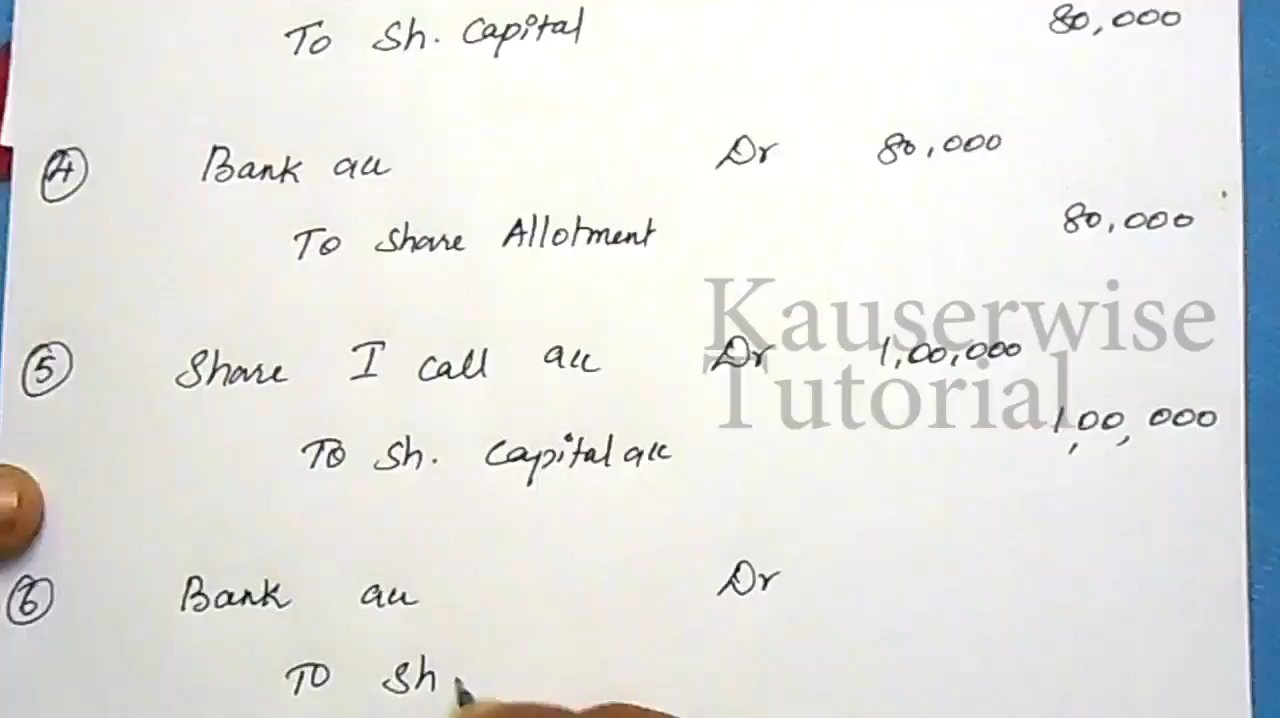 To Sh. Capital 80,000
4 Bank a/c Dr 80,000
To Share Allotment 80,000
Kauserwise
Tutorial
5 Share I call a/c Dr 1,00,000
To Sh. Capital a/c 1,00,000
6 Bank a/c Dr
To Sh